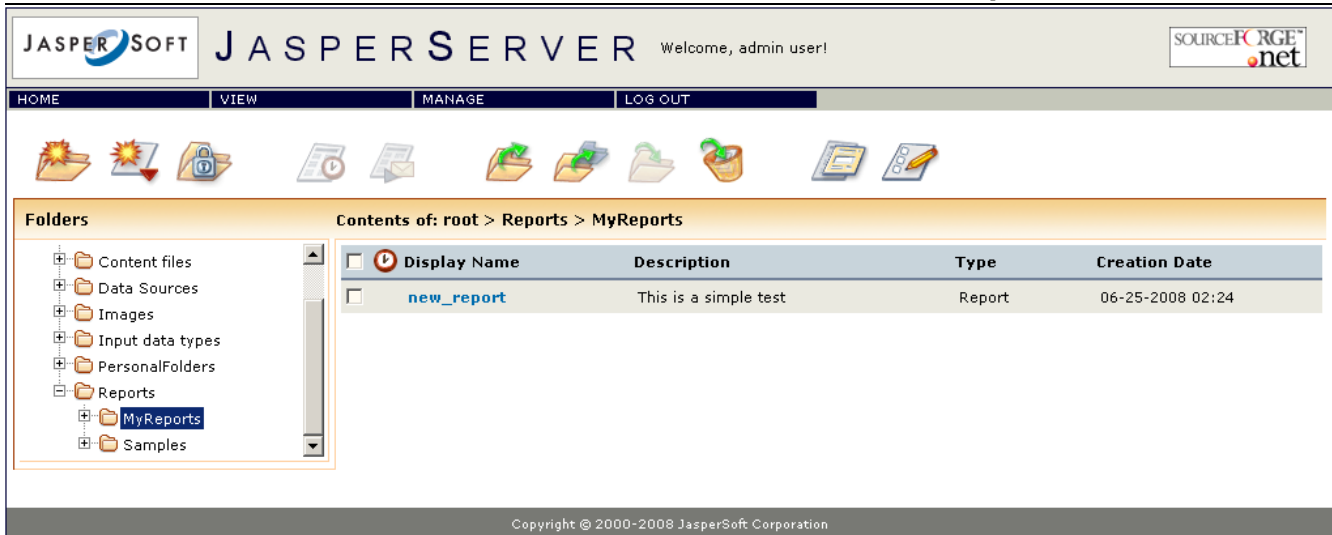 JASPERSOFT
JASPERSERVER Welcome, admin user!
SOURCEFORGE™
.net
HOME VIEW MANAGE LOG OUT
Folders
Contents of: root > Reports > MyReports
Content files
Data Sources
Images
Input data types
PersonalFolders
Reports
MyReports
Samples
Display Name Description Type Creation Date
new_report This is a simple test Report 06-25-2008 02:24
Copyright © 2000-2008 JasperSoft Corporation